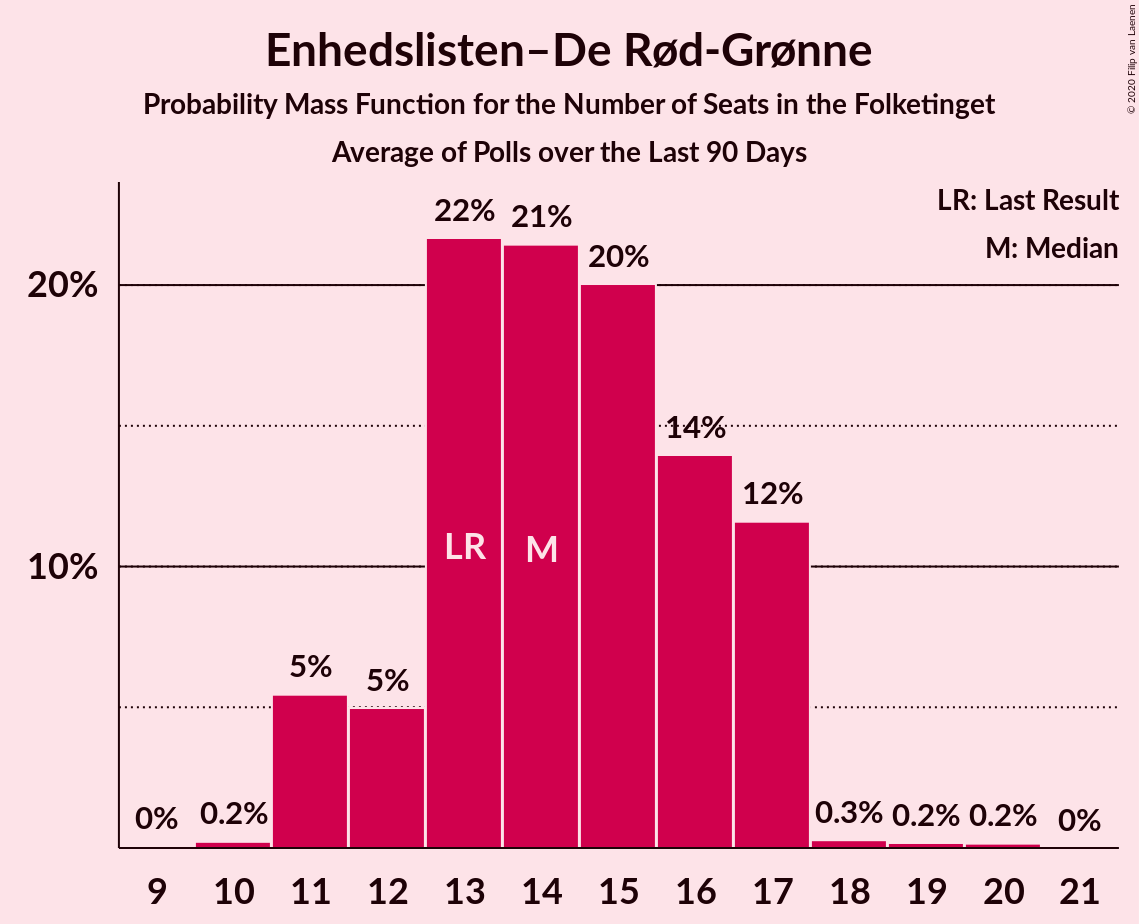 Enhedslisten–De Rød-Grønne
Probability Mass Function for the Number of Seats in the Folketinget
Average of Polls over the Last 90 Days
© 2020 Filip van Laenen
LR: Last Result
M: Median
20%
10%
0%
0.2%
5%
5%
22%
21%
20%
14%
12%
0.3%
0.2%
0.2%
0%
LR
M
9 10 11 12 13 14 15 16 17 18 19 20 21